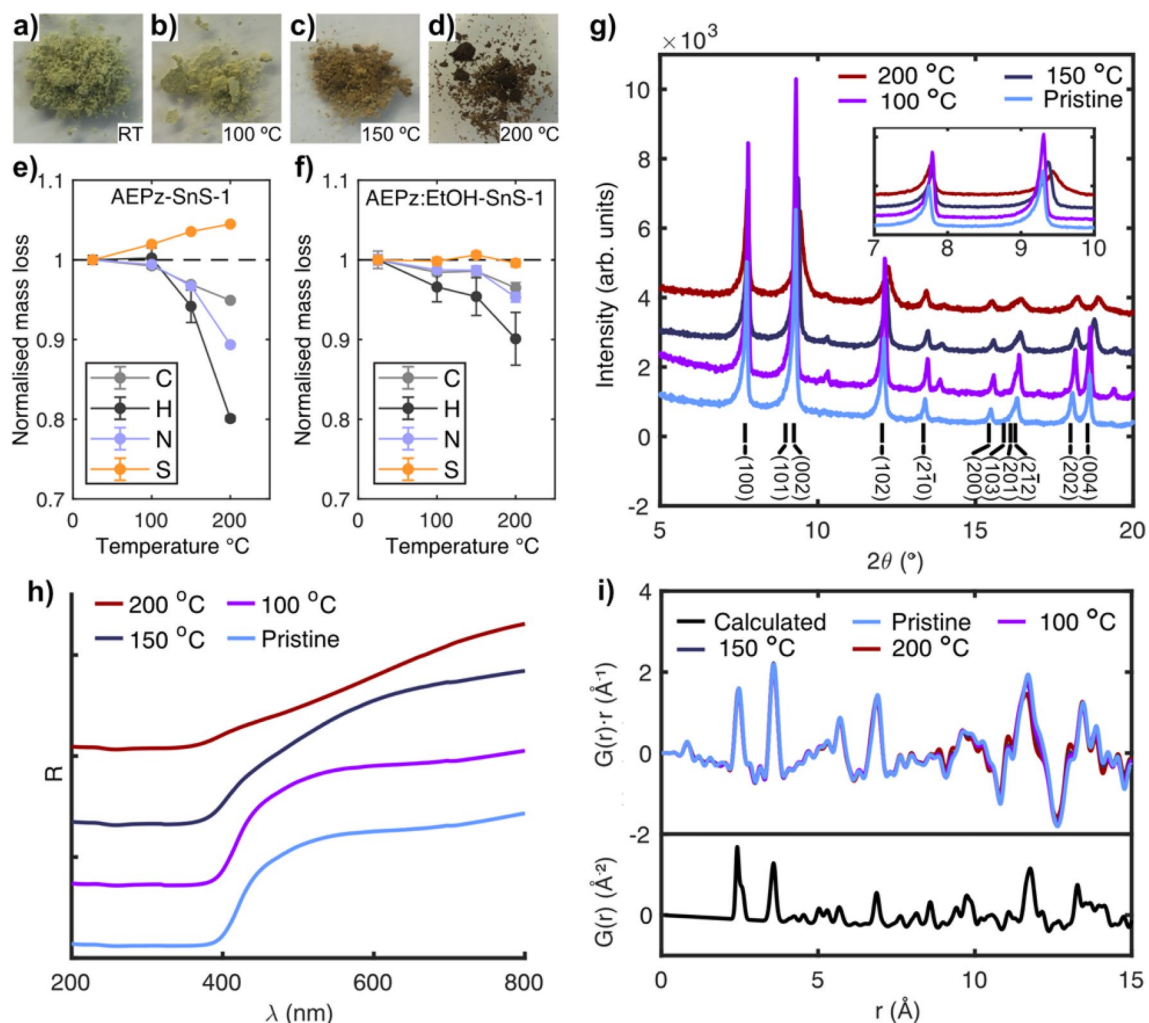 a)
RT
b)
100 ºC
c)
150 ºC
d)
200 ºC
e)
AEPz-SnS-1
Normalised mass loss
1.1
1
0.9
0.8
0.7
C
H
N
S
0 100 200
Temperature °C
f)
AEPz:EtOH-SnS-1
Normalised mass loss
1.1
1
0.9
0.8
0.7
C
H
N
S
0 100 200
Temperature °C
g)
× 10³
Intensity (arb. units)
10
8
6
4
2
0
-2
200 °C
150 °C
100 °C
Pristine
7 8 9 10
(100)
(101)
(002)
(102)
(21̄0)
(200)
(103)
(201)
(21̄2)
(202)
(004)
5 10 15 20
2θ (°)
h)
200 °C
100 °C
150 °C
Pristine
R
200 400 600 800
λ (nm)
i)
Calculated
Pristine
100 °C
150 °C
200 °C
G(r)·r (Å⁻¹)
4
2
0
-2
G(r) (Å⁻²)
0
0 5 10 15
r (Å)